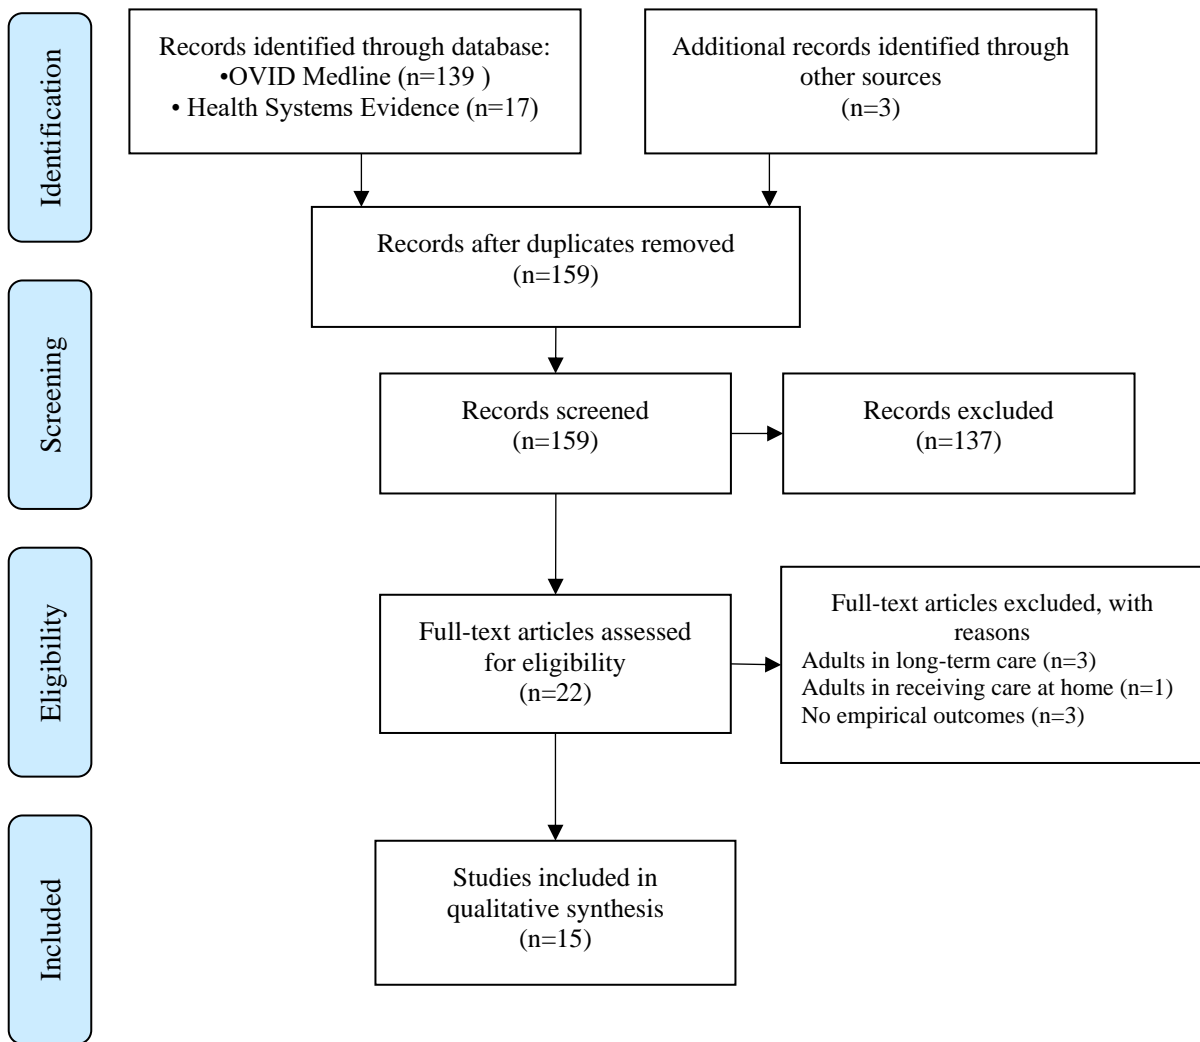 Identification
Records identified through database:
•OVID Medline (n=139 )
• Health Systems Evidence (n=17)
Additional records identified through
other sources
(n=3)
Records after duplicates removed
(n=159)
Screening
Records screened
(n=159)
Records excluded
(n=137)
Eligibility
Full-text articles assessed
for eligibility
(n=22)
Full-text articles excluded, with
reasons
Adults in long-term care (n=3)
Adults in receiving care at home (n=1)
No empirical outcomes (n=3)
Included
Studies included in
qualitative synthesis
(n=15)